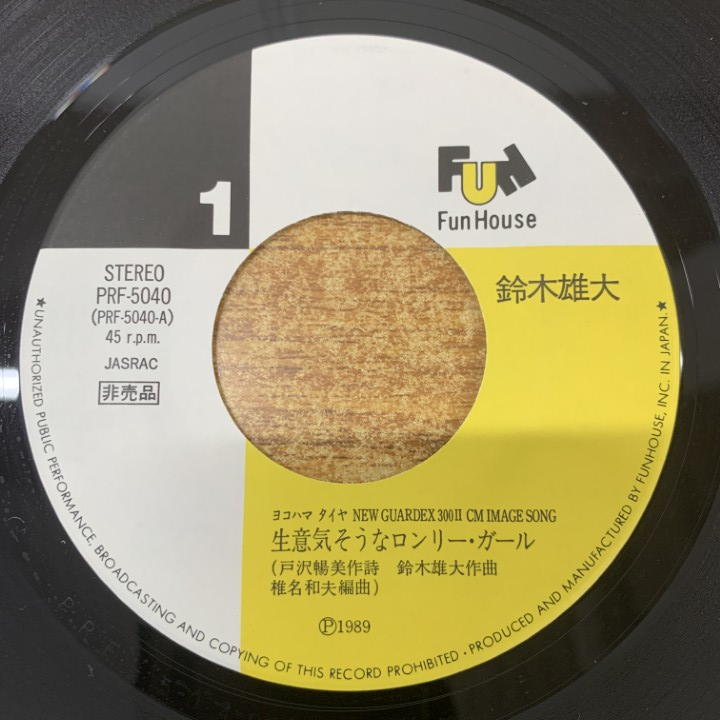 1
FUN
Fun House
STEREO
PRF-5040
(PRF-5040-A)
45 r.p.m.
JASRAC
非売品
鈴木雄大
ヨコハマ タイヤ NEW GUARDEX 300II CM IMAGE SONG
生意気そうなロンリー・ガール
(戸沢暢美作詩 鈴木雄大作曲
椎名和夫編曲)
Ⓟ1989
★UNAUTHORIZED PUBLIC PERFORMANCE, BROADCASTING AND COPYING OF THIS RECORD PROHIBITED・PRODUCED AND MANUFACTURED BY FUNHOUSE, INC. IN JAPAN.★